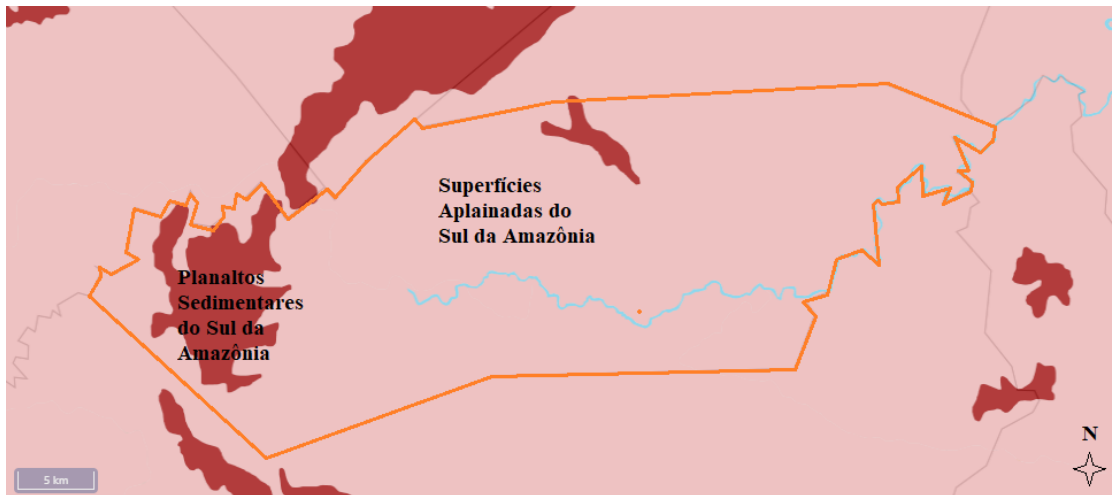 Superfícies
Aplainadas do
Sul da Amazônia
Planaltos
Sedimentares
do Sul da
Amazônia
N
5 km